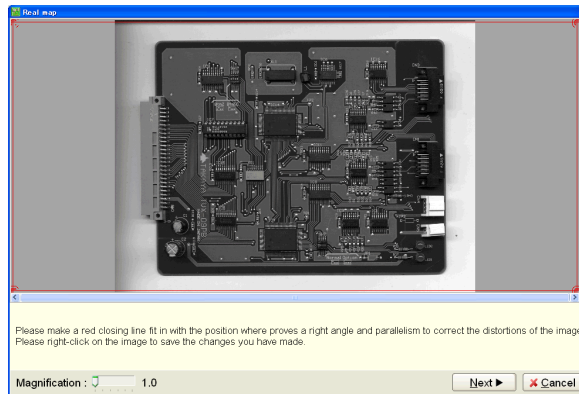 Real map
Please make a red closing line fit in with the position where proves a right angle and parallelism to correct the distortions of the image
Please right-click on the image to save the changes you have made.
Magnification : 1.0
Next ▶
Cancel